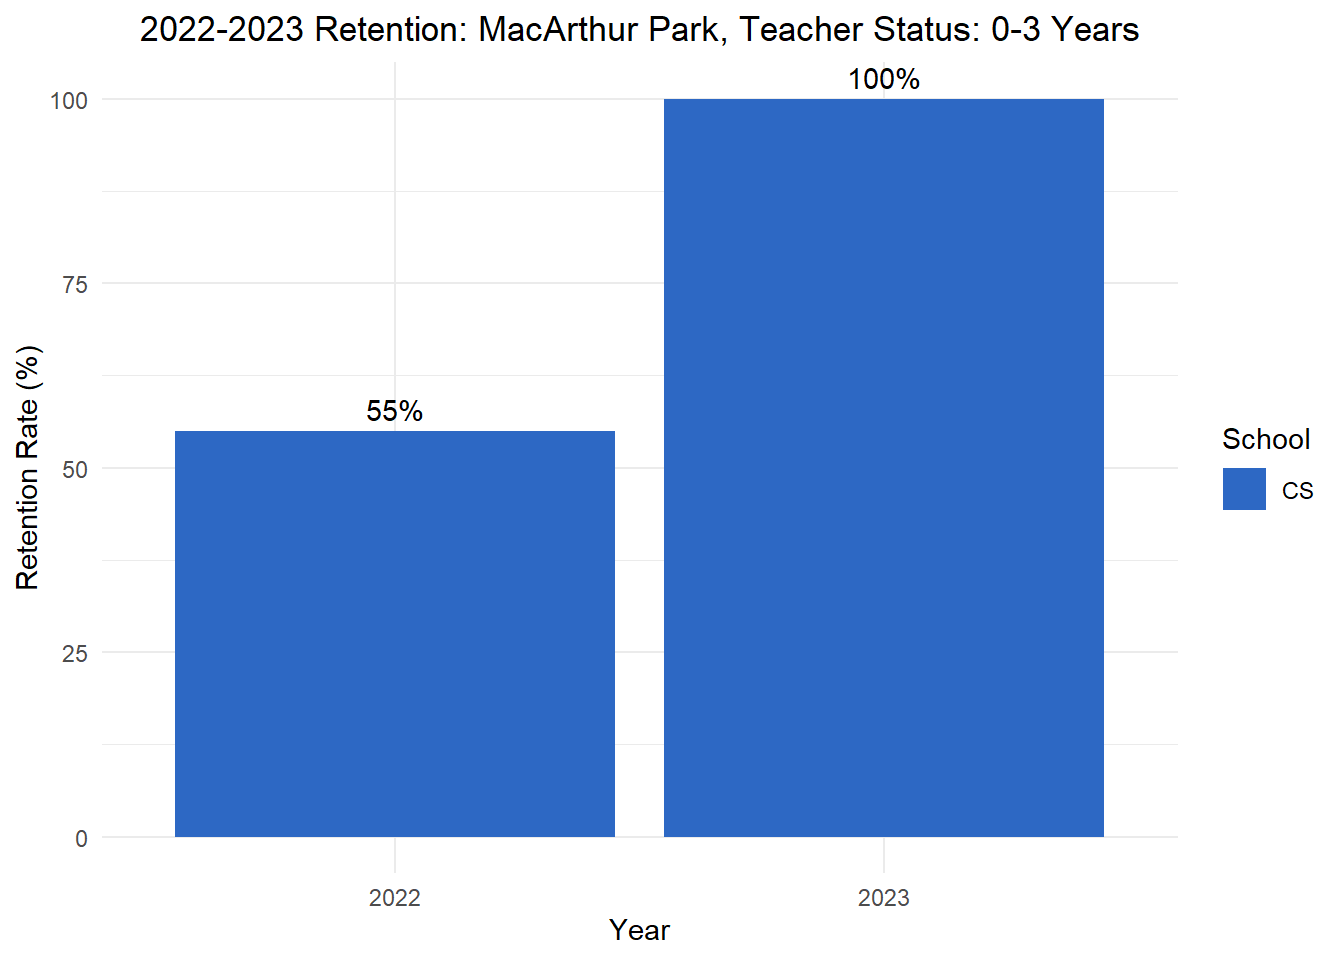 2022-2023 Retention: MacArthur Park, Teacher Status: 0-3 Years
100%
100
75
55%
50
25
0
Retention Rate (%)
2022
2023
Year
School
CS